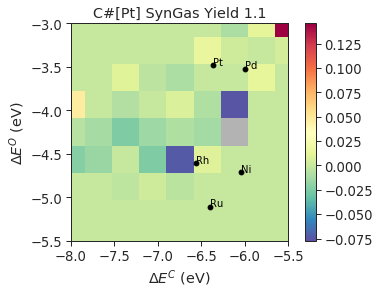 C#[Pt] SynGas Yield 1.1
ΔE^O (eV)
−3.0
−3.5
−4.0
−4.5
−5.0
−5.5
Pt
Pd
Rh
Ni
Ru
−8.0 −7.5 −7.0 −6.5 −6.0 −5.5
ΔE^C (eV)
0.125
0.100
0.075
0.050
0.025
0.000
−0.025
−0.050
−0.075